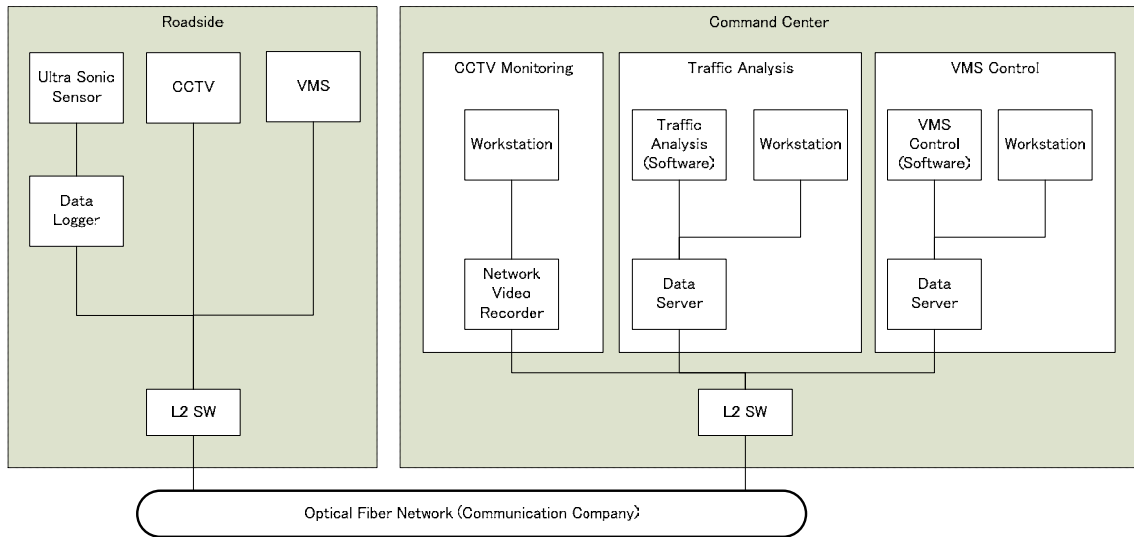 Roadside
Ultra Sonic
Sensor
CCTV
VMS
Data
Logger
L2 SW
Command Center
CCTV Monitoring
Workstation
Network
Video
Recorder
Traffic Analysis
Traffic
Analysis
(Software)
Workstation
Data
Server
VMS Control
VMS
Control
(Software)
Workstation
Data
Server
L2 SW
Optical Fiber Network (Communication Company)